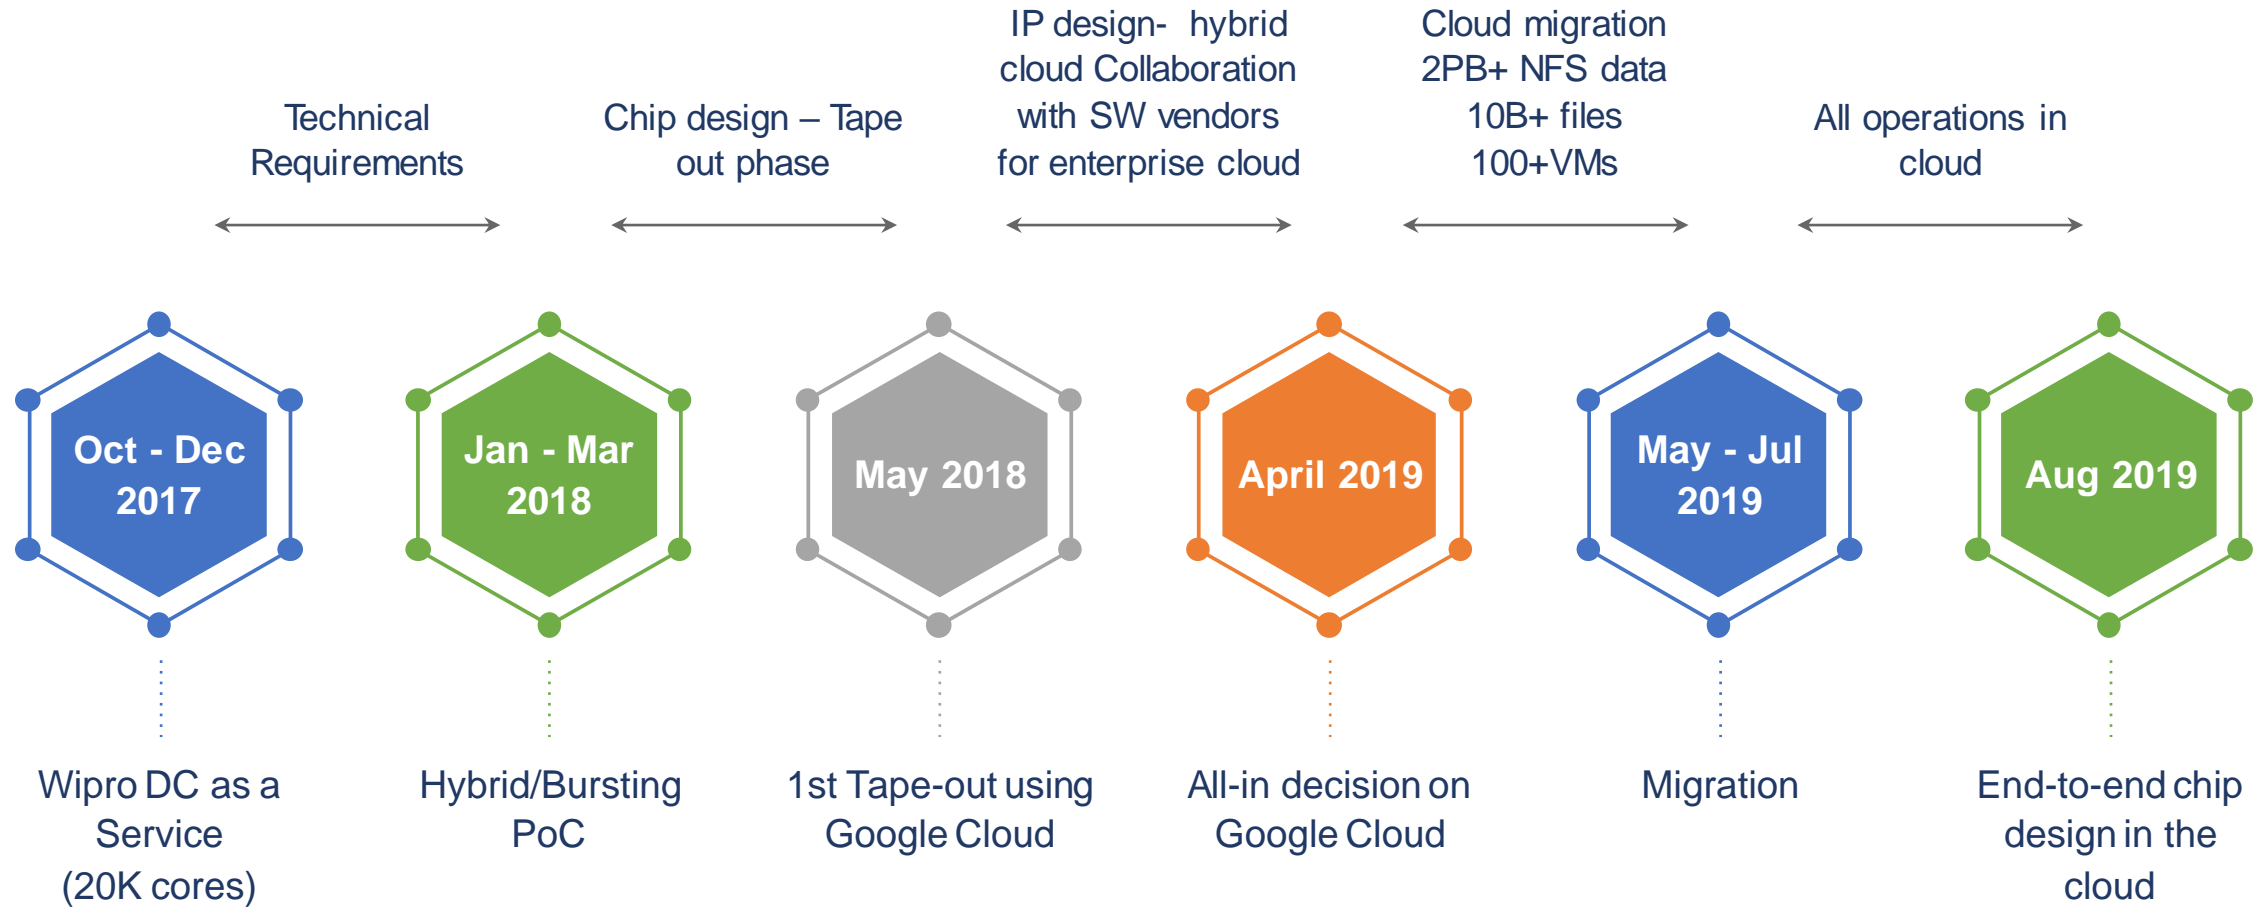 Technical
Requirements
Chip design – Tape
out phase
IP design- hybrid
cloud Collaboration
with SW vendors
for enterprise cloud
Cloud migration
2PB+ NFS data
10B+ files
100+VMs
All operations in
cloud
Oct - Dec
2017
Jan - Mar
2018
May 2018
April 2019
May - Jul
2019
Aug 2019
Wipro DC as a
Service
(20K cores)
Hybrid/Bursting
PoC
1st Tape-out using
Google Cloud
All-in decision on
Google Cloud
Migration
End-to-end chip
design in the
cloud